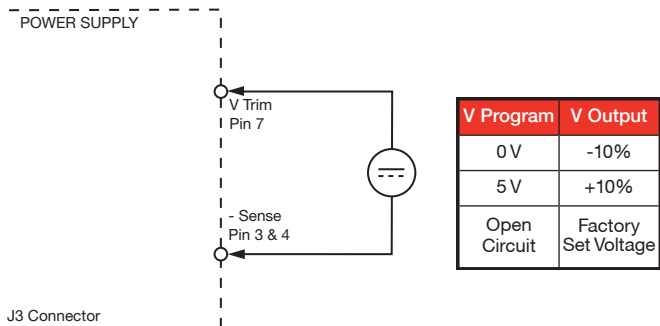 POWER SUPPLY
V Trim
Pin 7
- Sense
Pin 3 & 4
J3 Connector
V Program V Output
0 V -10%
5 V +10%
Open Circuit Factory Set Voltage